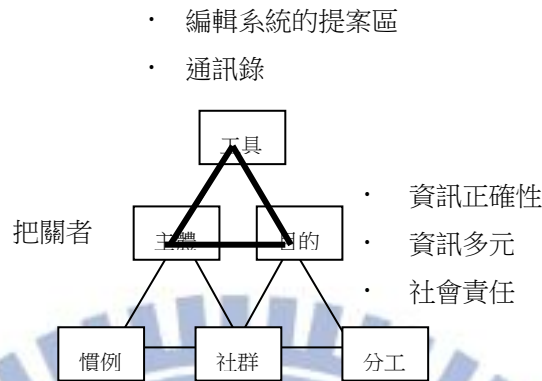 · 編輯系統的提案區
· 通訊錄
工具
· 資訊正確性
把關者 主體 目的 · 資訊多元
· 社會責任
慣例 社群 分工